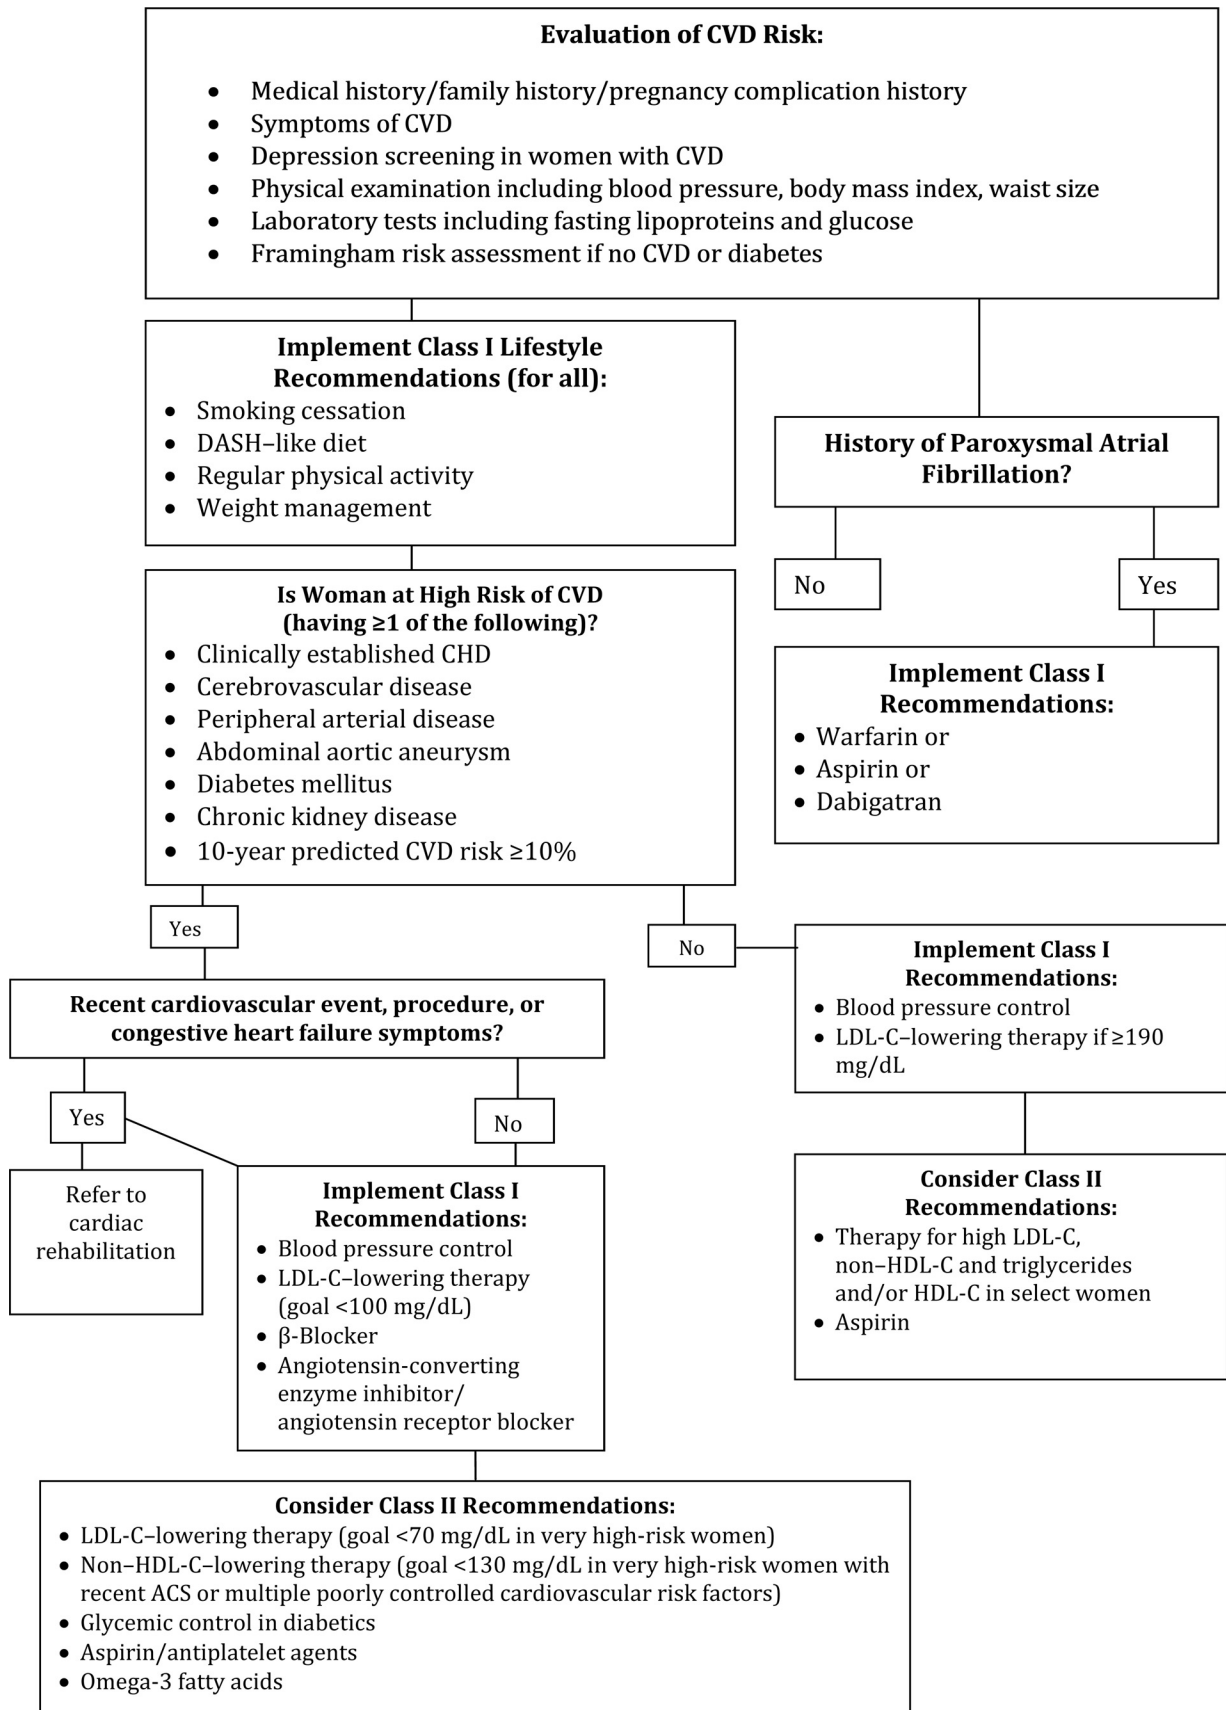 Evaluation of CVD Risk:
• Medical history/family history/pregnancy complication history
• Symptoms of CVD
• Depression screening in women with CVD
• Physical examination including blood pressure, body mass index, waist size
• Laboratory tests including fasting lipoproteins and glucose
• Framingham risk assessment if no CVD or diabetes
Implement Class I Lifestyle
Recommendations (for all):
• Smoking cessation
• DASH–like diet
• Regular physical activity
• Weight management
History of Paroxysmal Atrial
Fibrillation?
No
Yes
Implement Class I
Recommendations:
• Warfarin or
• Aspirin or
• Dabigatran
Is Woman at High Risk of CVD
(having ≥1 of the following)?
• Clinically established CHD
• Cerebrovascular disease
• Peripheral arterial disease
• Abdominal aortic aneurysm
• Diabetes mellitus
• Chronic kidney disease
• 10-year predicted CVD risk ≥10%
Yes
No
Implement Class I
Recommendations:
• Blood pressure control
• LDL-C–lowering therapy if ≥190
mg/dL
Recent cardiovascular event, procedure, or
congestive heart failure symptoms?
Yes
No
Refer to
cardiac
rehabilitation
Implement Class I
Recommendations:
• Blood pressure control
• LDL-C–lowering therapy
(goal <100 mg/dL)
• β-Blocker
• Angiotensin-converting
enzyme inhibitor/
angiotensin receptor blocker
Consider Class II
Recommendations:
• Therapy for high LDL-C,
non–HDL-C and triglycerides
and/or HDL-C in select women
• Aspirin
Consider Class II Recommendations:
• LDL-C–lowering therapy (goal <70 mg/dL in very high-risk women)
• Non–HDL-C–lowering therapy (goal <130 mg/dL in very high-risk women with
recent ACS or multiple poorly controlled cardiovascular risk factors)
• Glycemic control in diabetics
• Aspirin/antiplatelet agents
• Omega-3 fatty acids